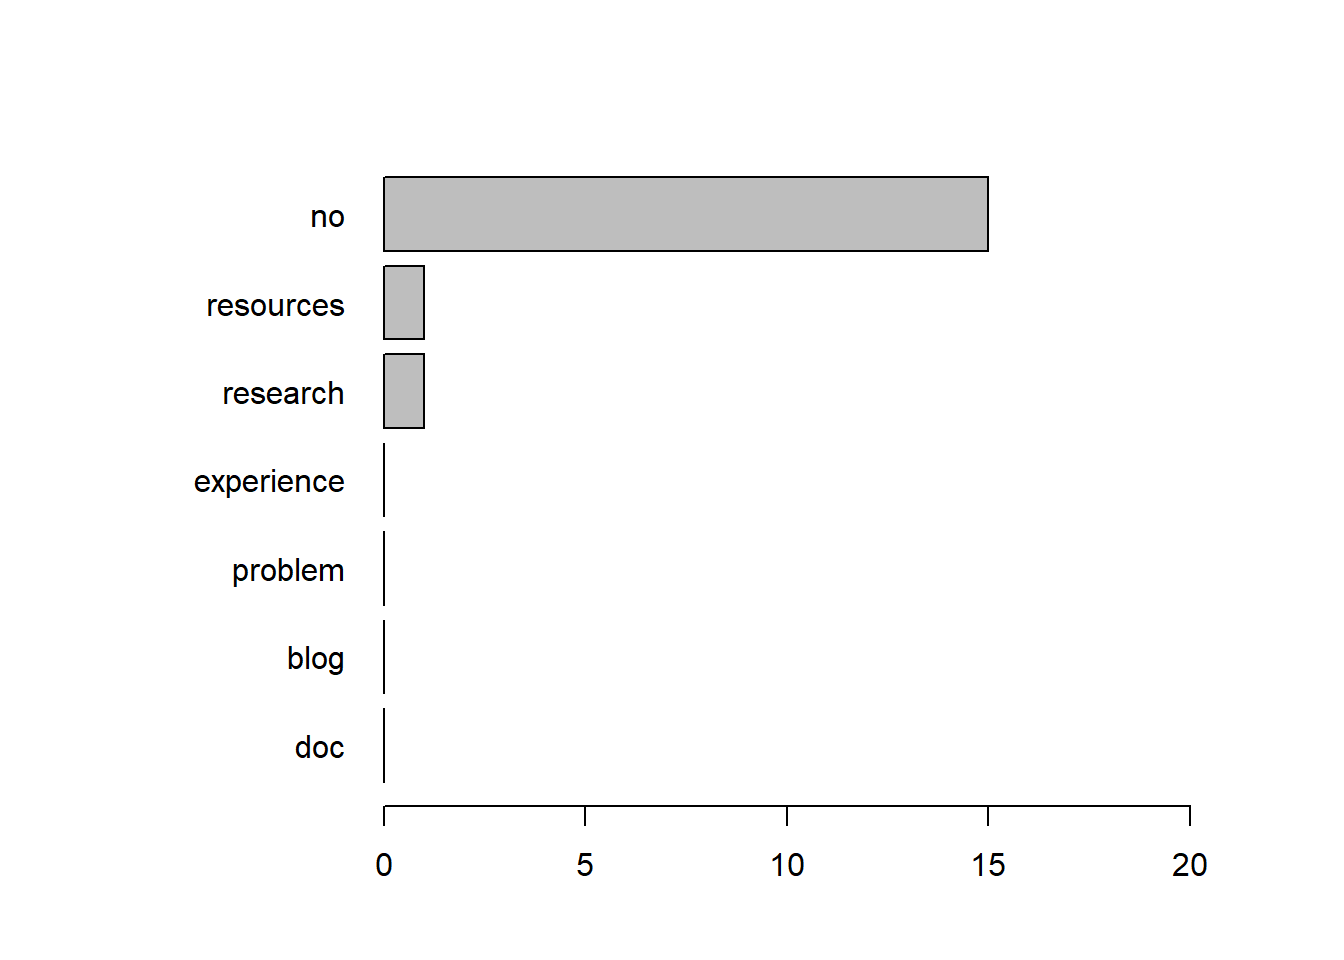 no
resources
research
experience
problem
blog
doc
0 5 10 15 20